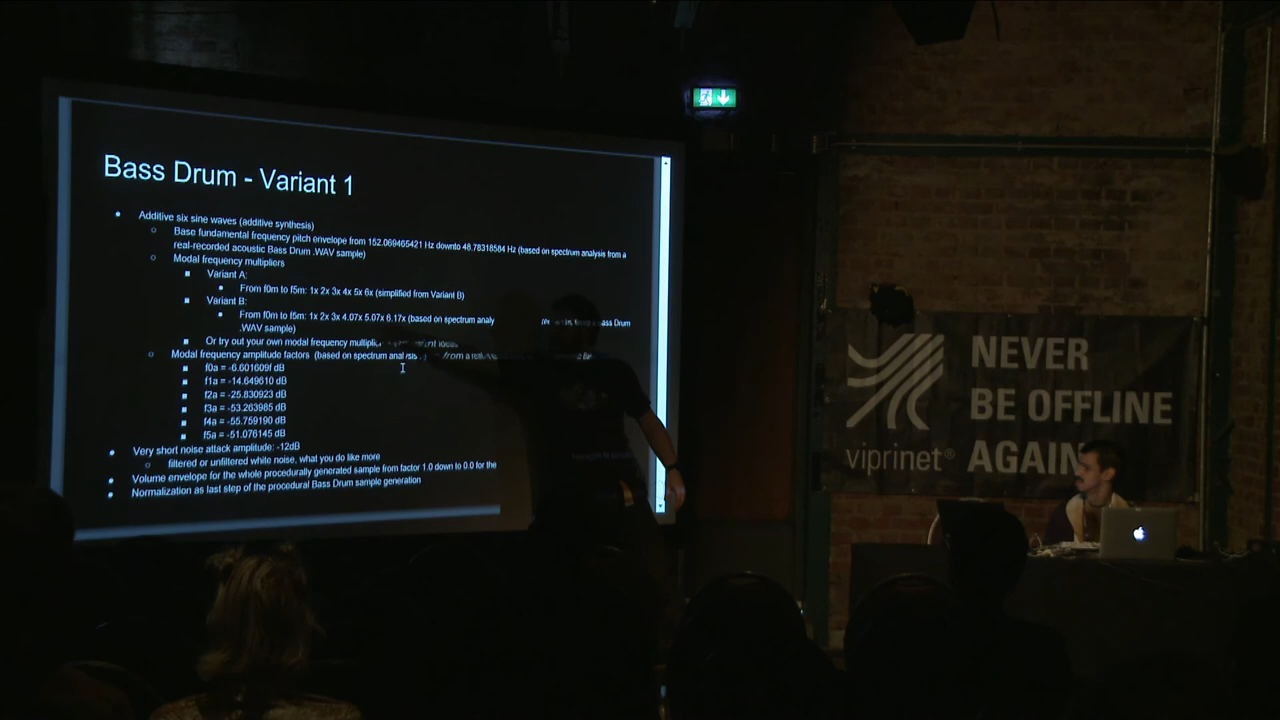 Bass Drum - Variant 1
Additive six sine waves (additive synthesis)
Base fundamental frequency pitch envelope from 152.069465421 Hz downto 48.78318584 Hz (based on spectrum analysis from a
real-recorded acoustic Bass Drum .WAV sample)
Modal frequency multipliers
Variant A:
From f0m to f5m: 1x 2x 3x 4x 5x 6x (simplified from Variant B)
Variant B:
From f0m to f5m: 1x 2x 3x 4.07x 5.07x 6.17x (based on spectrum Drum
.WAV sample)
Or try out your own modal frequency
Modal frequency amplitude factors (based on spectrum analysis from a
f0a = -6.601609f dB
f1a = -14.649610 dB
f2a = -25.830923 dB
f3a = -53.263985 dB
f4a = -55.759190 dB
f5a = -51.076145 dB
Very short noise attack amplitude: -12dB
filtered or unfiltered white noise, what you do like more
Volume envelope for the whole procedurally generated sample from factor 1.0 down to 0.0 for the
Normalization as last step of the procedural Bass Drum sample generation
NEVER
BE OFFLINE
AGAIN
viprinet®